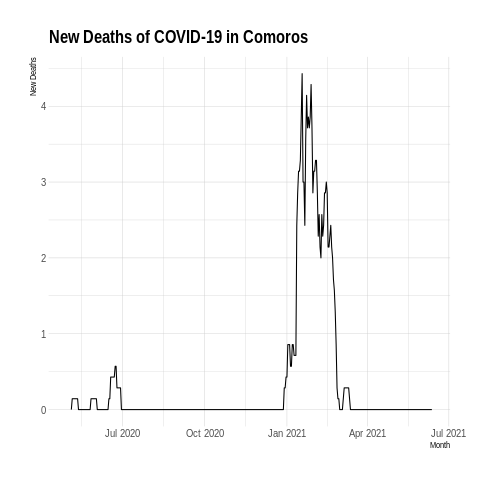 New Deaths of COVID-19 in Comoros
New Deaths
4
3
2
1
0
Jul 2020 Oct 2020 Jan 2021 Apr 2021 Jul 2021
Month